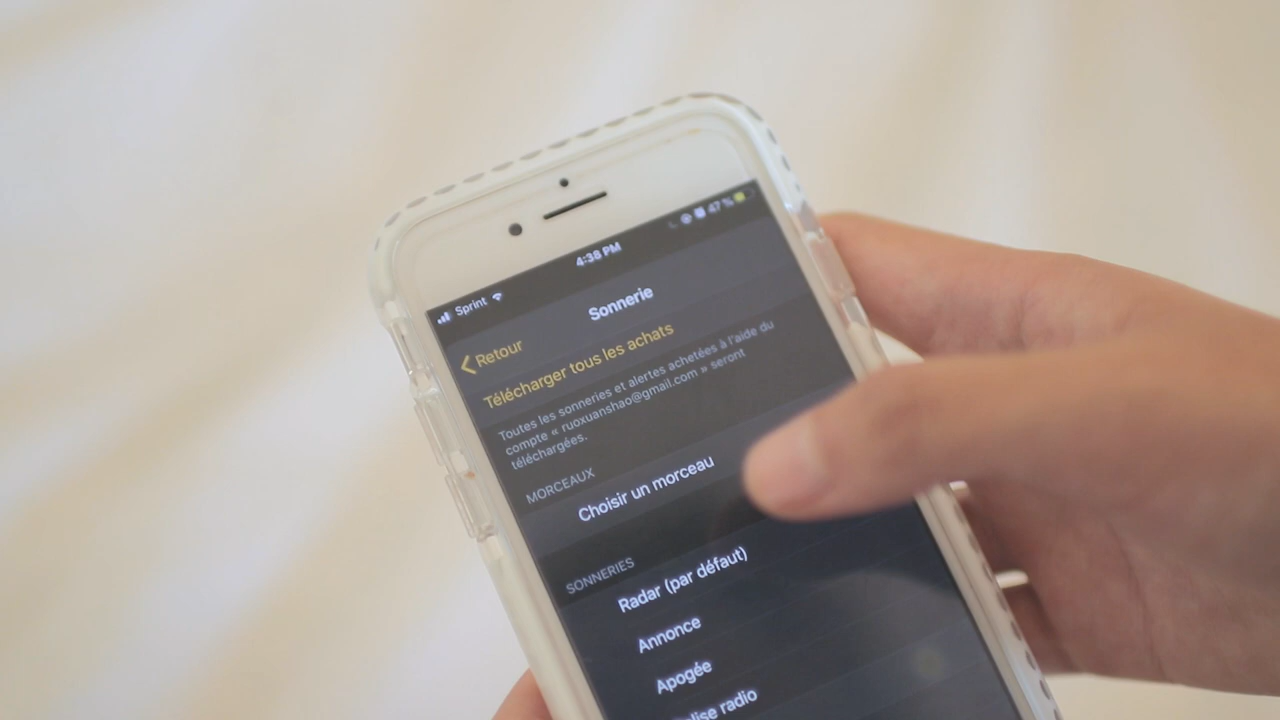 Sprint 4:38 PM 47 %
Retour Sonnerie
Télécharger tous les achats
Toutes les sonneries et alertes achetées à l'aide du
compte « ruoxuanshao@gmail.com » seront
téléchargées.
MORCEAUX
Choisir un morceau
SONNERIES
Radar (par défaut)
Annonce
Apogée
radio